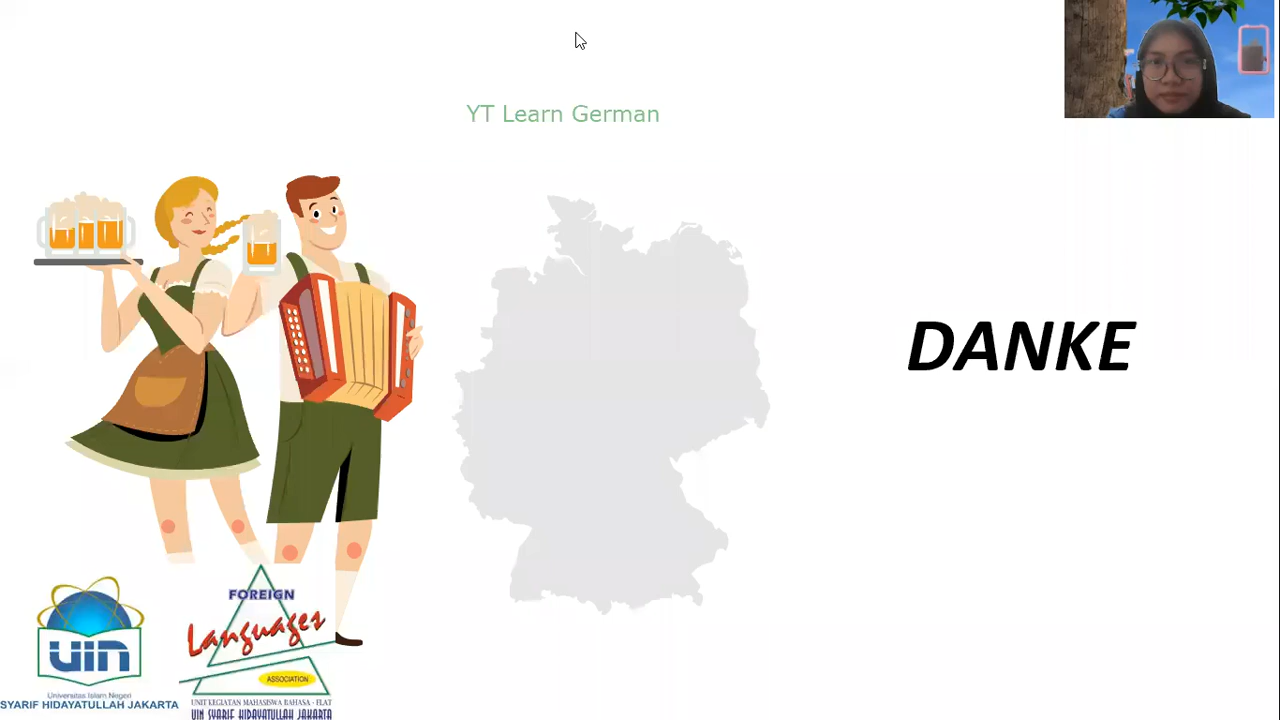 YT Learn German
DANKE
FOREIGN
Languages
ASSOCIATION
uin
Universitas Islam Negeri
SYARIF HIDAYATULLAH JAKARTA
UNIT KEGIATAN MAHASISWA BAHASA - FLAT
UIN SYARIF HIDAYATULLAH JAKARTA